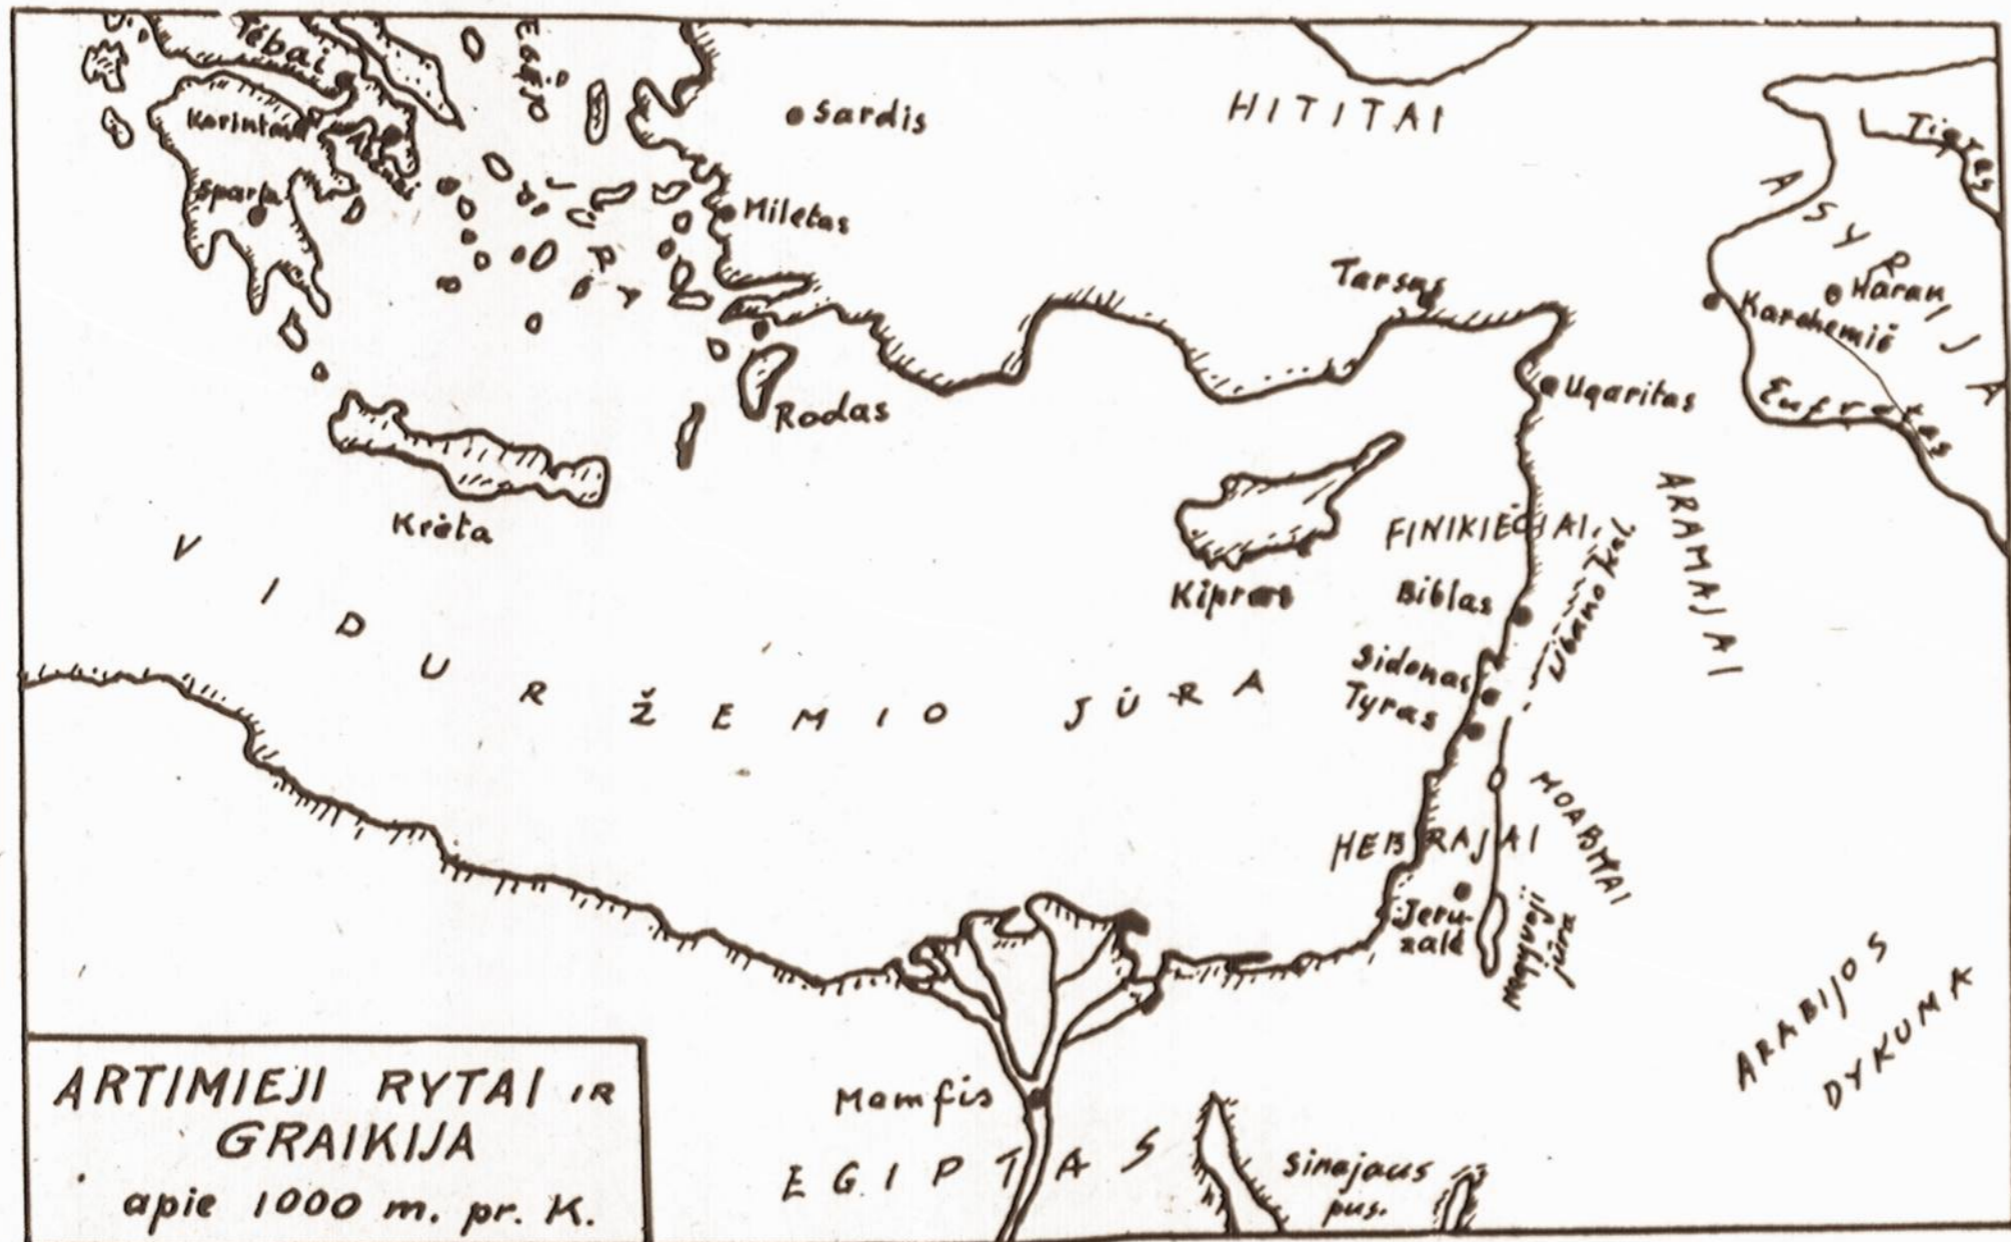 Tėbai
EGĖJO
Korintas
Sparta
Sardis
Miletas
HITITAI
Tigras
ASYRIJA
Haran
Karchemiš
Eufratas
Tarsus
Ugaritas
Rodas
Krėta
Kipras
FINIKIEČIAI
Biblas
Sidonas
Tyras
Libano kal.
ARAMAJAI
VIDURŽEMIO JŪRA
MOABITAI
HEBRAJAI
Jeru-
zalė
Negyvoji
jūra
ARABIJOS
DYKUMA
Memfis
EGIPTAS
Sinajaus
pus.
ARTIMIEJI RYTAI IR
GRAIKIJA
apie 1000 m. pr. K.